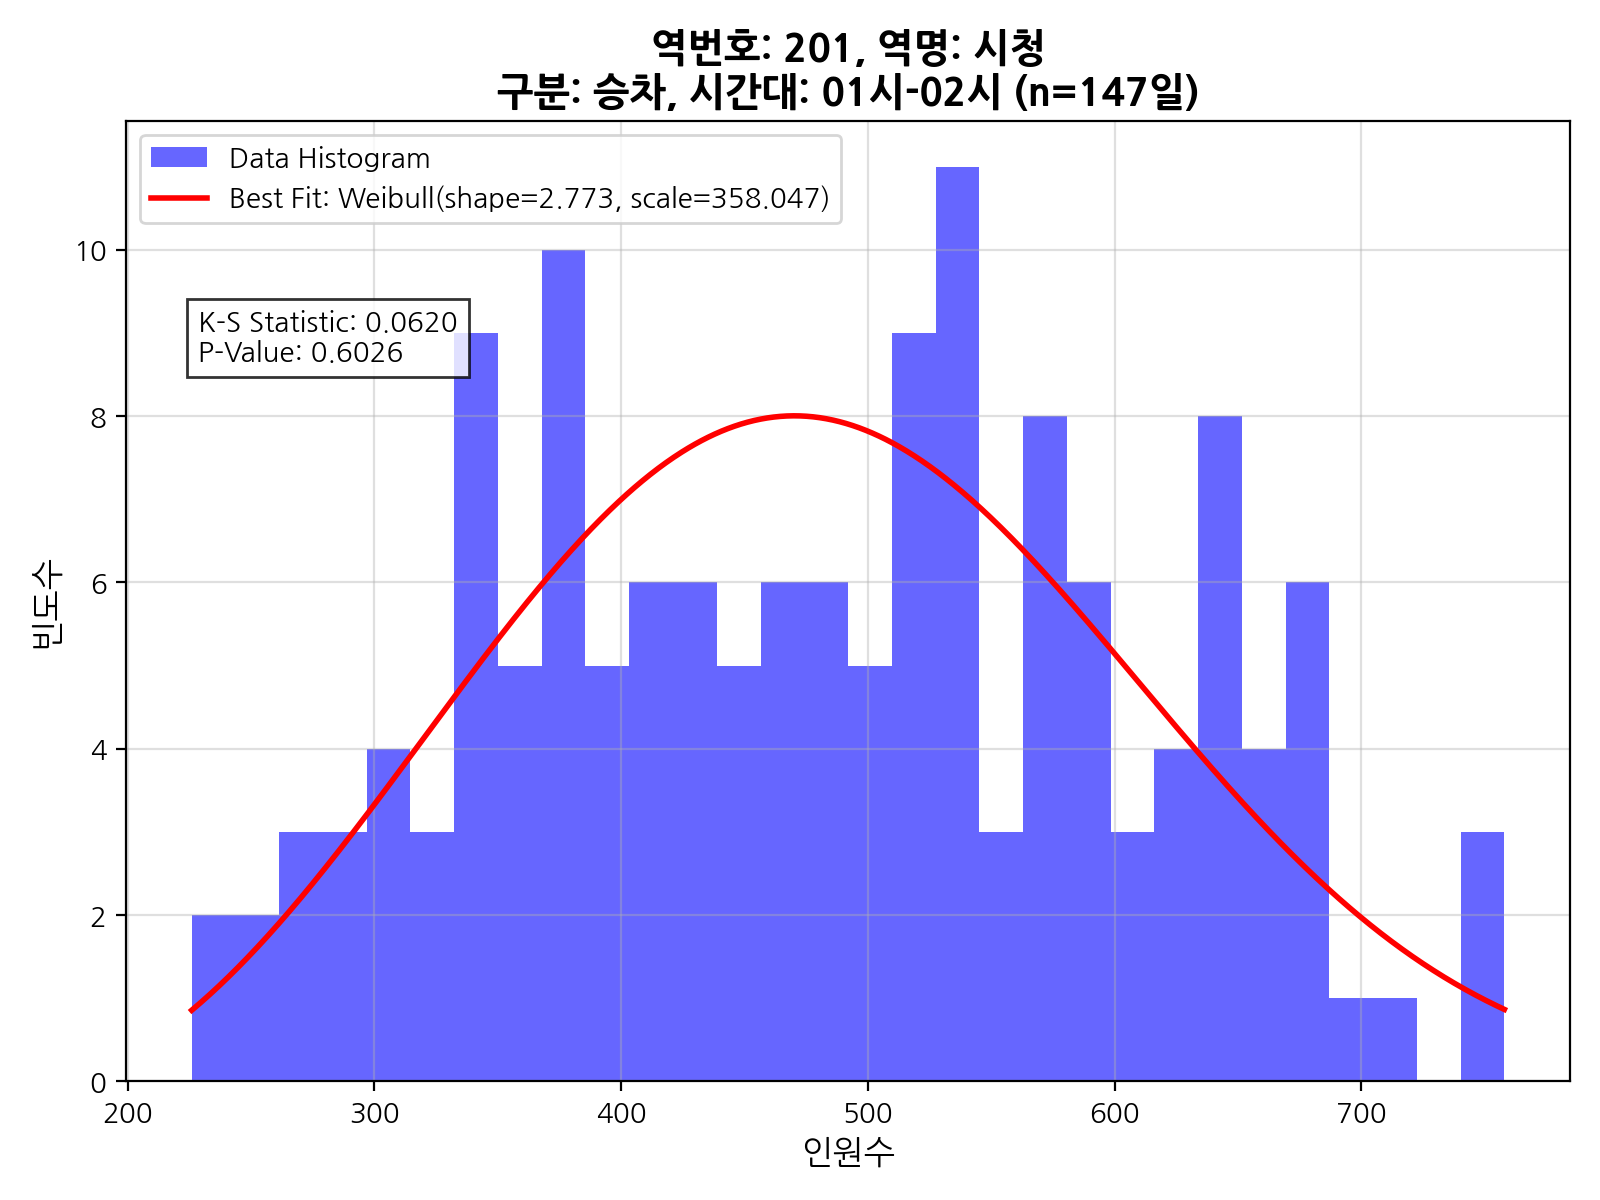 역번호: 201, 역명: 시청
구분: 승차, 시간대: 01시-02시 (n=147일)
Data Histogram
Best Fit: Weibull(shape=2.773, scale=358.047)
K-S Statistic: 0.0620
P-Value: 0.6026
빈도수
10
8
6
4
2
0
200 300 400 500 600 700
인원수